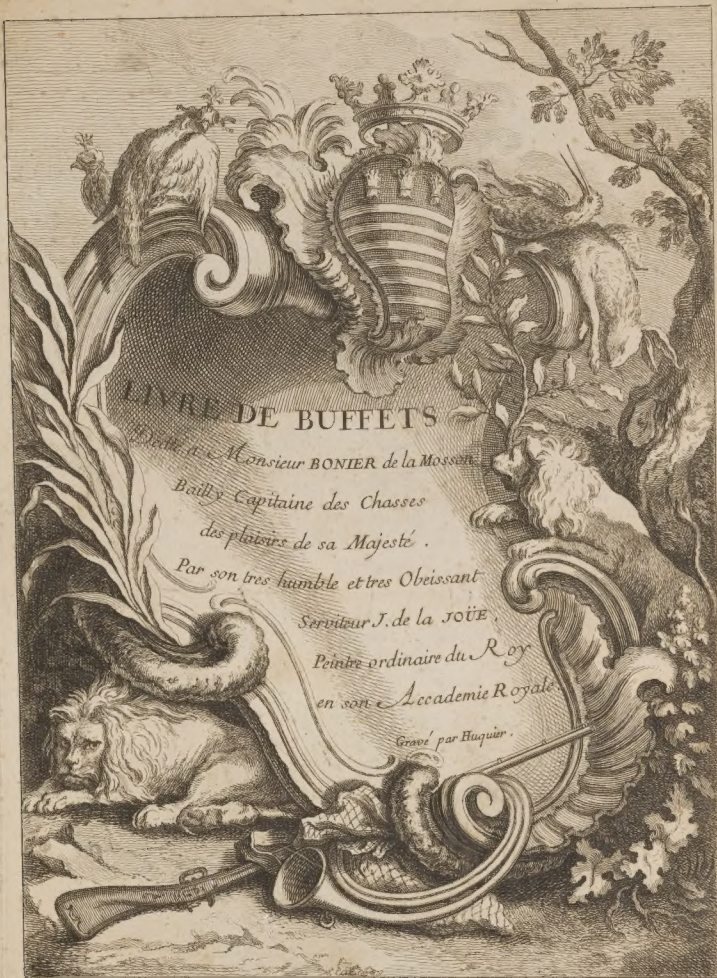 LIVRE DE BUFFETS
Dedié a Monsieur BONIER de la Mosson
Bailly Capitaine des Chasses
des plaisirs de sa Majesté .
Par son tres humble et tres Obeissant
Serviteur J. de la JOÜE ,
Peintre ordinaire du Roy
en son Accademie Royale .
Gravé par Huquier .